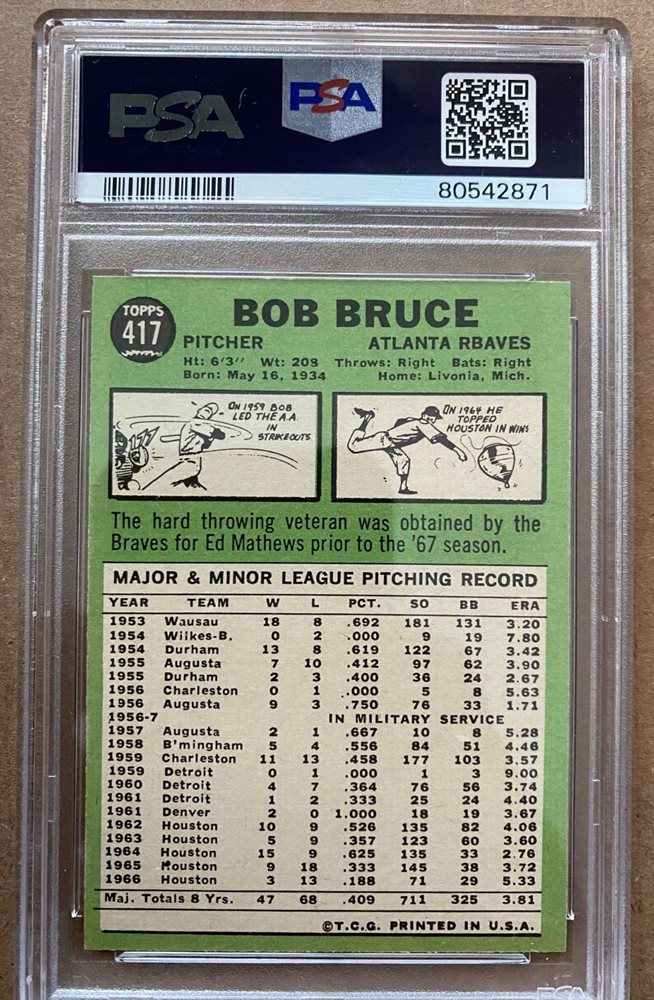 PSA PSA
80542871
TOPPS
417
BOB BRUCE
PITCHER ATLANTA RBAVES
Ht: 6'3" Wt: 208 Throws: Right Bats: Right
Born: May 16, 1934 Home: Livonia, Mich.
ON 1959 BOB
LED THE A.A.
IN
STRIKEOUTS
ON 1964 HE
TOPPED
HOUSTON IN WINS
The hard throwing veteran was obtained by the
Braves for Ed Mathews prior to the '67 season.
MAJOR & MINOR LEAGUE PITCHING RECORD
YEAR TEAM W L PCT. SO BB ERA
1953 Wausau 18 8 .692 181 131 3.20
1954 Wilkes-B. 0 2 .000 9 19 7.80
1954 Durham 13 8 .619 122 67 3.42
1955 Augusta 7 10 .412 97 62 3.90
1955 Durham 2 3 .400 36 24 2.67
1956 Charleston 0 1 .000 5 8 5.63
1956 Augusta 9 3 .750 76 33 1.71
1956-7 IN MILITARY SERVICE
1957 Augusta 2 1 .667 10 8 5.28
1958 B'mingham 5 4 .556 84 51 4.46
1959 Charleston 11 13 .458 177 103 3.57
1959 Detroit 0 1 .000 1 3 9.00
1960 Detroit 4 7 .364 76 56 3.74
1961 Detroit 1 2 .333 25 24 4.40
1961 Denver 2 0 1.000 18 19 3.67
1962 Houston 10 9 .526 135 82 4.06
1963 Houston 5 9 .357 123 60 3.60
1964 Houston 15 9 .625 135 33 2.76
1965 Houston 9 18 .333 145 38 3.72
1966 Houston 3 13 .188 71 29 5.33
Maj. Totals 8 Yrs. 47 68 .409 711 325 3.81
©T.C.G. PRINTED IN U.S.A.
PSA